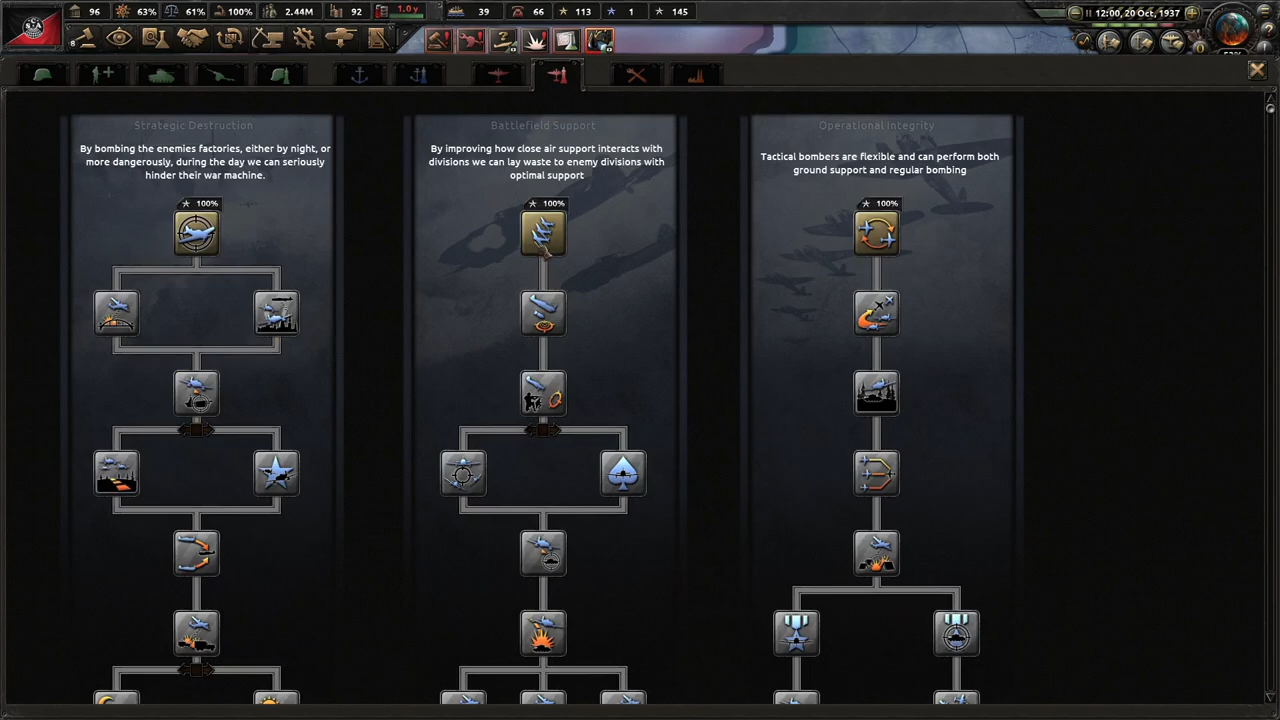 96 63% 61% 100% 2.44M 92 1.0 y 39 66 113 1 145 12:00, 20 Oct, 1937
8
0
Strategic Destruction
By bombing the enemies factories, either by night, or
more dangerously, during the day we can seriously
hinder their war machine.
100%
Battlefield Support
By improving how close air support interacts with
divisions we can lay waste to enemy divisions with
optimal support
100%
Operational Integrity
Tactical bombers are flexible and can perform both
ground support and regular bombing
100%